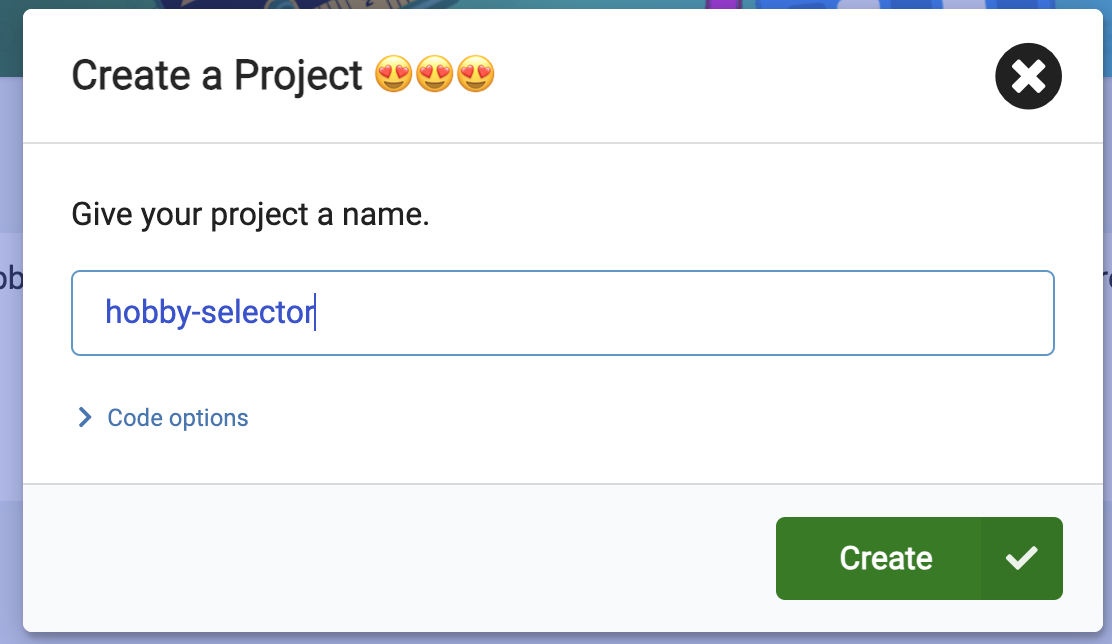 Create a Project 😍😍😍
Give your project a name.
hobby-selector
Code options
Create